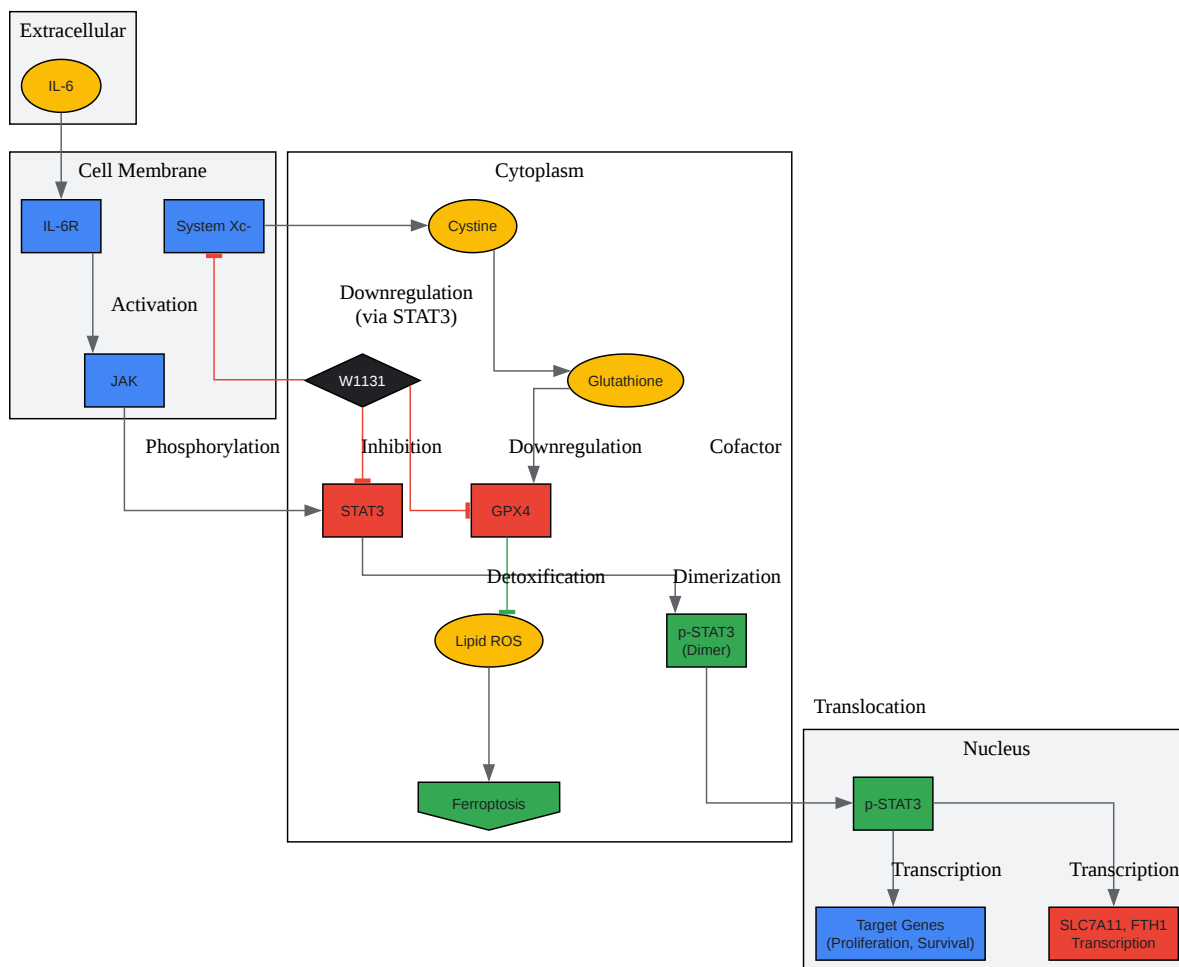 Extracellular
IL-6
Cell Membrane
Cytoplasm
IL-6R
System Xc-
Cystine
Activation
Downregulation
(via STAT3)
JAK
W1131
Glutathione
Phosphorylation
Inhibition
Downregulation
Cofactor
STAT3
GPX4
Detoxification
Dimerization
Lipid ROS
p-STAT3
(Dimer)
Translocation
Nucleus
Ferroptosis
p-STAT3
Transcription
Transcription
Target Genes
(Proliferation, Survival)
SLC7A11, FTH1
Transcription